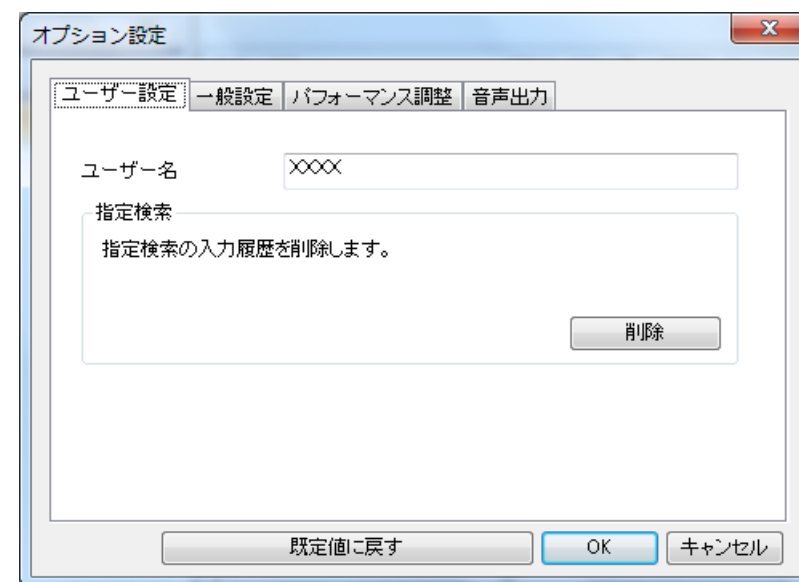 オプション設定
ユーザー設定 一般設定 パフォーマンス調整 音声出力
ユーザー名 XXXX
指定検索
指定検索の入力履歴を削除します。
削除
既定値に戻す OK キャンセル